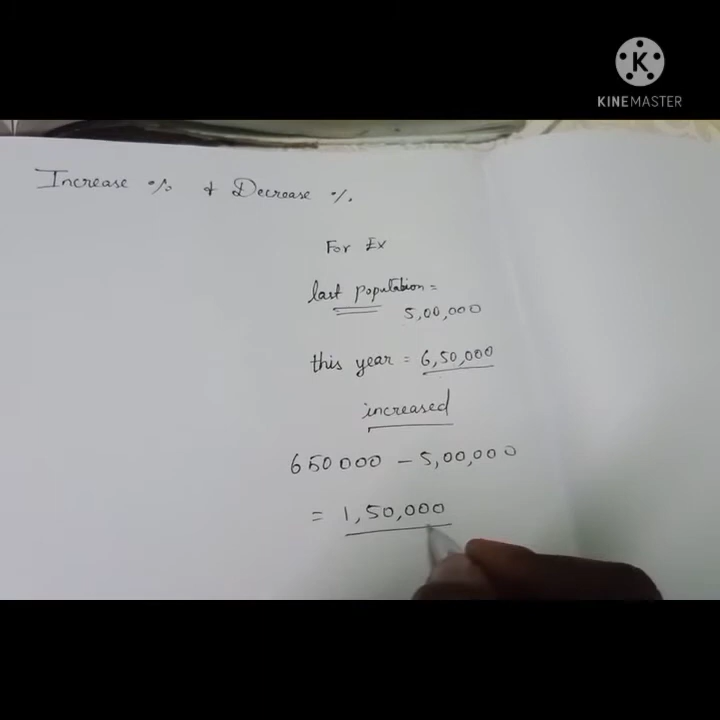 KINEMASTER
Increase % & Decrease %.
For Ex
last population =
5,00,000
this year = 6,50,000
increased
650000 - 5,00,000
= 1,50,000